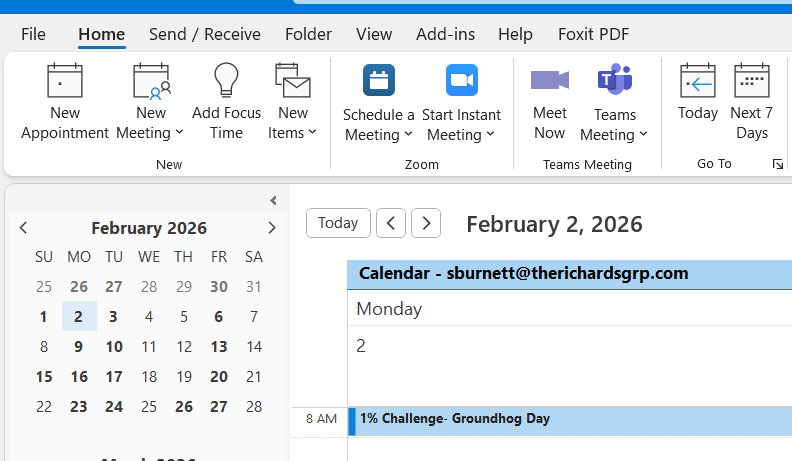 File Home Send / Receive Folder View Add-ins Help Foxit PDF
New Appointment
New Meeting
Add Focus Time
New Items
Schedule a Meeting
Start Instant Meeting
Meet Now
Teams Meeting
Today
Next 7 Days
New Zoom Teams Meeting Go To
February 2026
SU MO TU WE TH FR SA
25 26 27 28 29 30 31
1 2 3 4 5 6 7
8 9 10 11 12 13 14
15 16 17 18 19 20 21
22 23 24 25 26 27 28
Today February 2, 2026
Calendar - sburnett@therichardsgrp.com
Monday
2
8 AM 1% Challenge- Groundhog Day